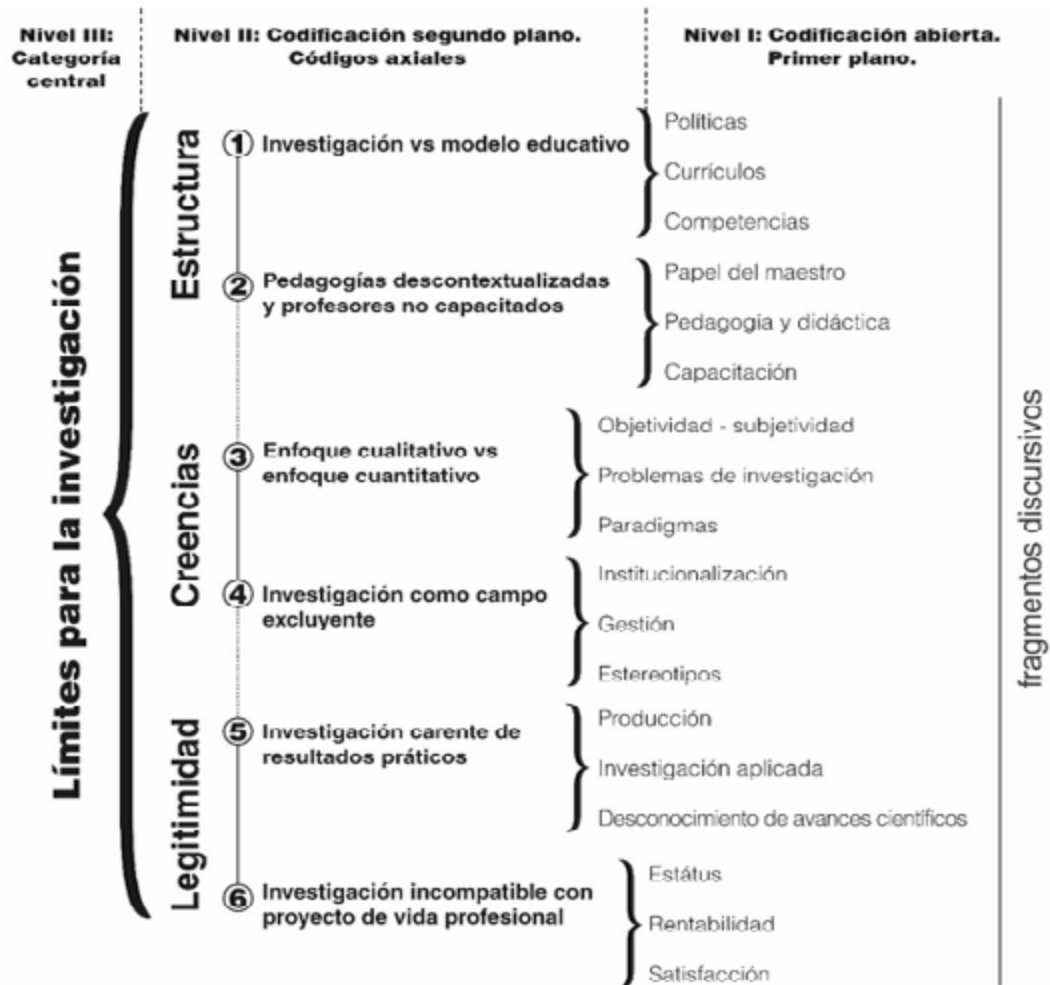 Nivel III:
Categoría
central
Nivel II: Codificación segundo plano.
Códigos axiales
Nivel I: Codificación abierta.
Primer plano.
Límites para la investigación
Estructura
1 Investigación vs modelo educativo
Políticas
Currículos
Competencias
2 Pedagogías descontextualizadas
y profesores no capacitados
Papel del maestro
Pedagogía y didáctica
Capacitación
Creencias
3 Enfoque cualitativo vs
enfoque cuantitativo
Objetividad - subjetividad
Problemas de investigación
Paradigmas
4 Investigación como campo
excluyente
Institucionalización
Gestión
Estereotipos
Legitimidad
5 Investigación carente de
resultados práticos
Producción
Investigación aplicada
Desconocimiento de avances científicos
6 Investigación incompatible con
proyecto de vida profesional
Estátus
Rentabilidad
Satisfacción
fragmentos discursivos